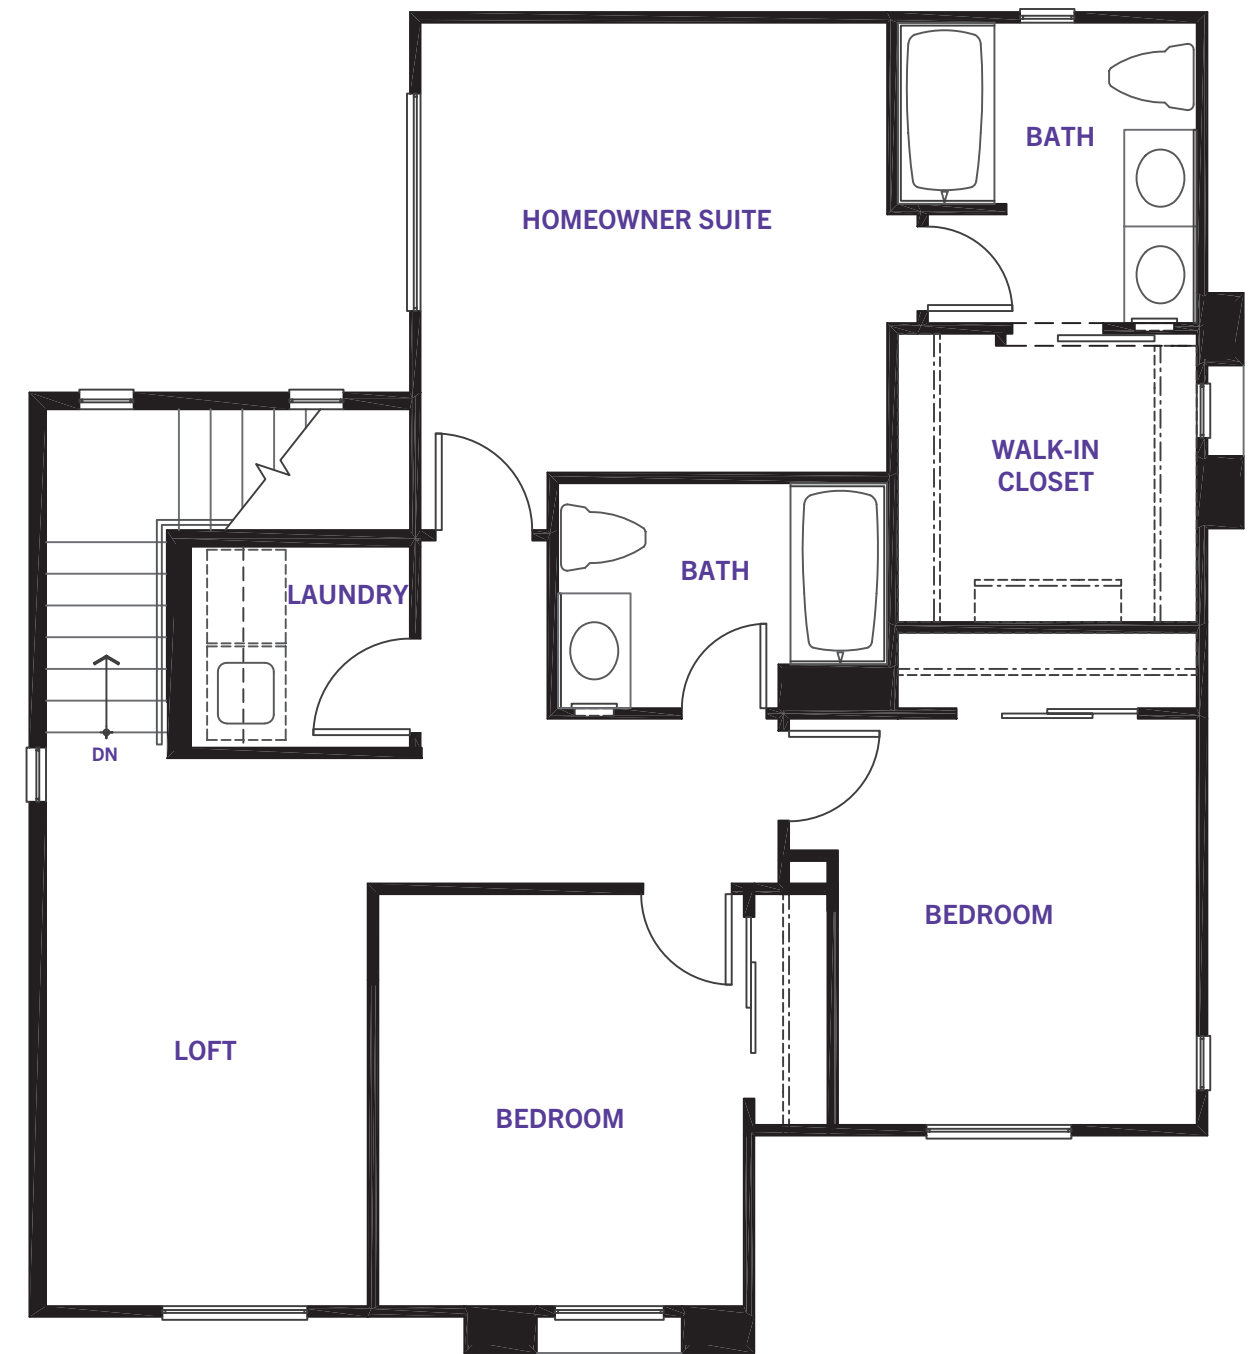 BATH
HOMEOWNER SUITE
WALK-IN
CLOSET
BATH
LAUNDRY
DN
BEDROOM
LOFT
BEDROOM